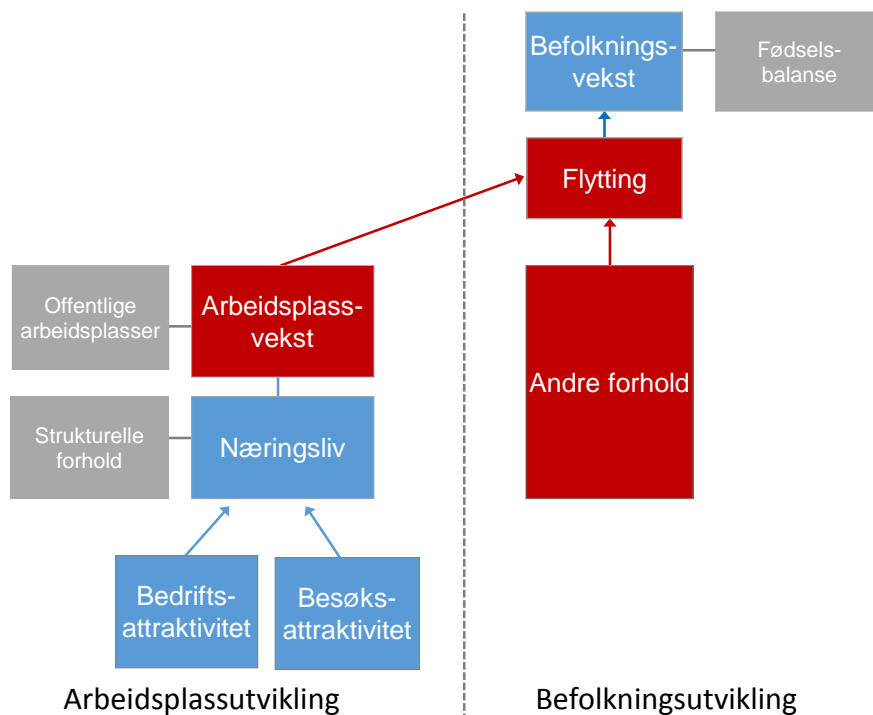 Befolknings-
vekst
Fødsels-
balanse
Flytting
Offentlige
arbeidsplasser
Arbeidsplass-
vekst
Andre forhold
Strukturelle
forhold
Næringsliv
Bedrifts-
attraktivitet
Besøks-
attraktivitet
Arbeidsplassutvikling
Befolkningsutvikling